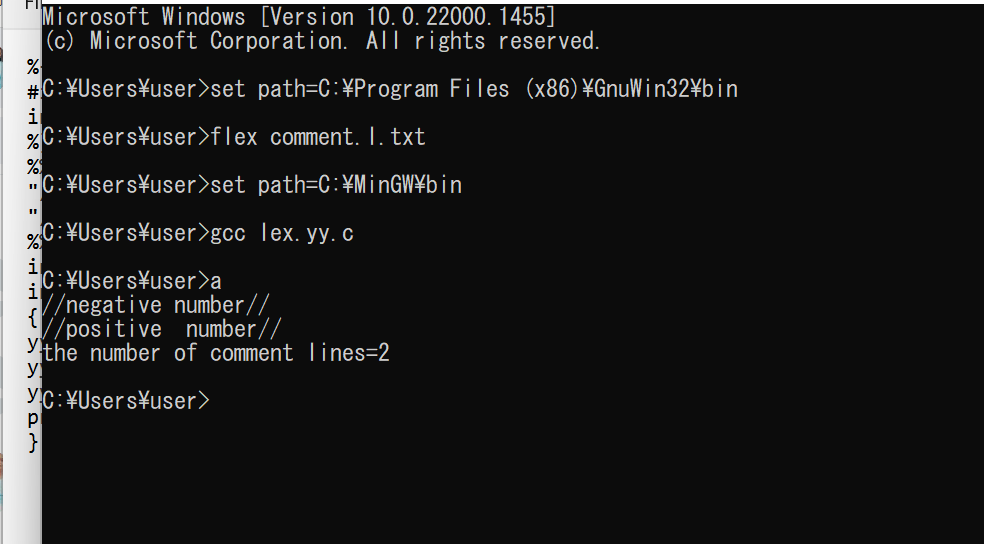 Microsoft Windows [Version 10.0.22000.1455]
(c) Microsoft Corporation. All rights reserved.
C:¥Users¥user>set path=C:¥Program Files (x86)¥GnuWin32¥bin
C:¥Users¥user>flex comment.l.txt
C:¥Users¥user>set path=C:¥MinGW¥bin
C:¥Users¥user>gcc lex.yy.c
C:¥Users¥user>a
//negative number//
//positive  number//
the number of comment lines=2
C:¥Users¥user>